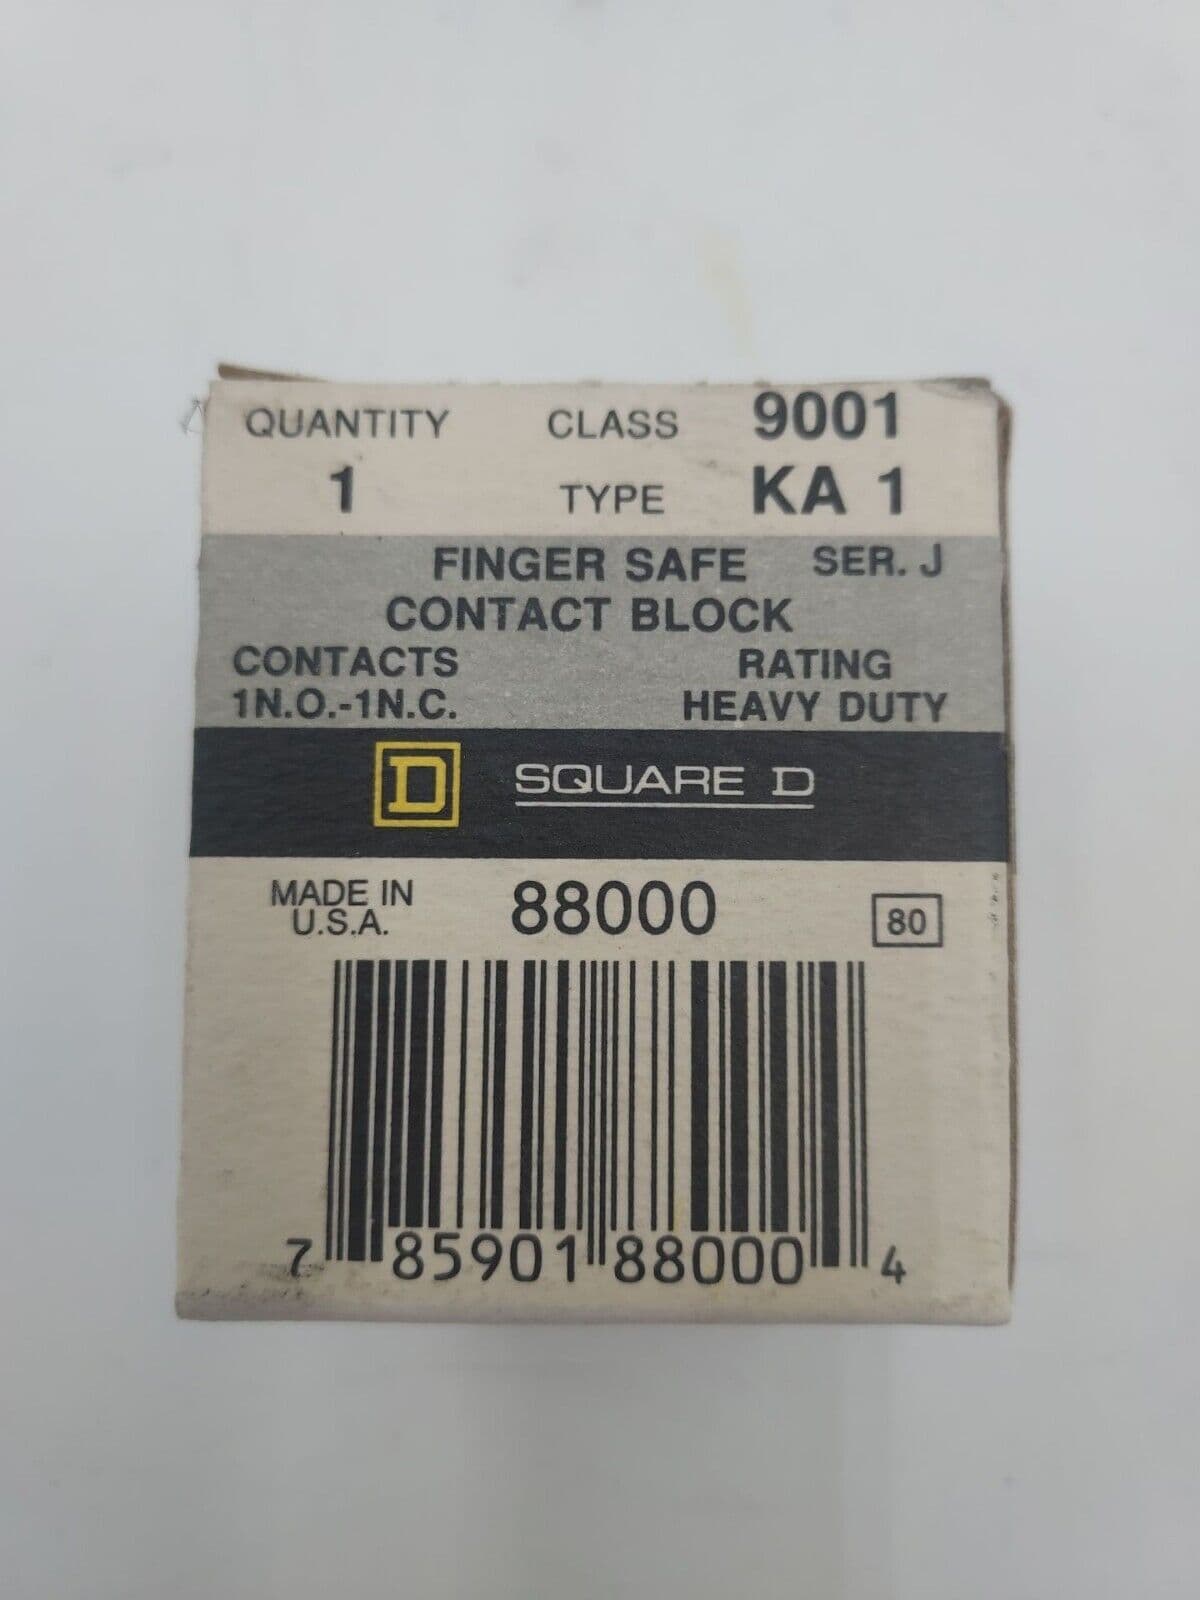 QUANTITY CLASS 9001
1 TYPE KA 1
FINGER SAFE SER. J
CONTACT BLOCK
CONTACTS RATING
1N.O.-1N.C. HEAVY DUTY
D SQUARE D
MADE IN 88000 80
U.S.A.
7 85901 88000 4